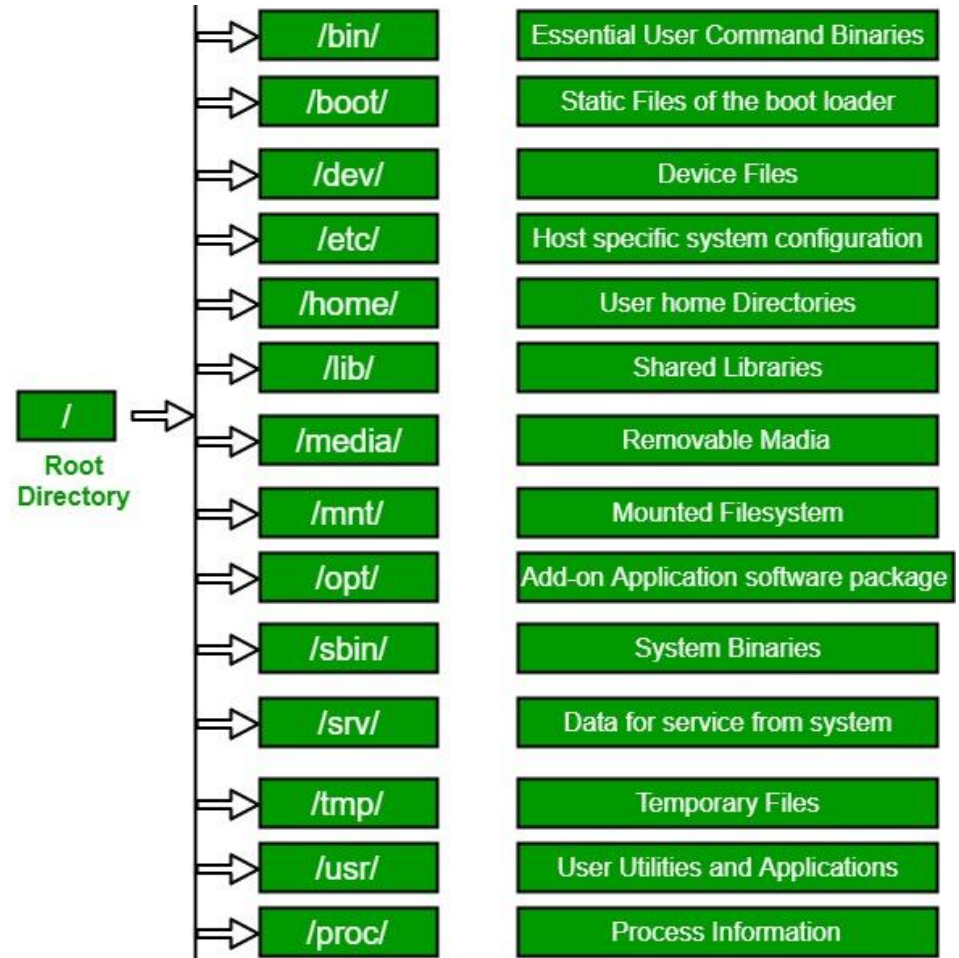 /bin/ Essential User Command Binaries
/boot/ Static Files of the boot loader
/dev/ Device Files
/etc/ Host specific system configuration
/home/ User home Directories
/lib/ Shared Libraries
/
Root
Directory
/media/ Removable Madia
/mnt/ Mounted Filesystem
/opt/ Add-on Application software package
/sbin/ System Binaries
/srv/ Data for service from system
/tmp/ Temporary Files
/usr/ User Utilities and Applications
/proc/ Process Information